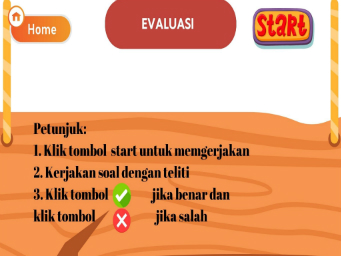 Home
EVALUASI
Start
Petunjuk:
1. Klik tombol start untuk memgerjakan
2. Kerjakan soal dengan teliti
3. Klik tombol jika benar dan
klik tombol jika salah